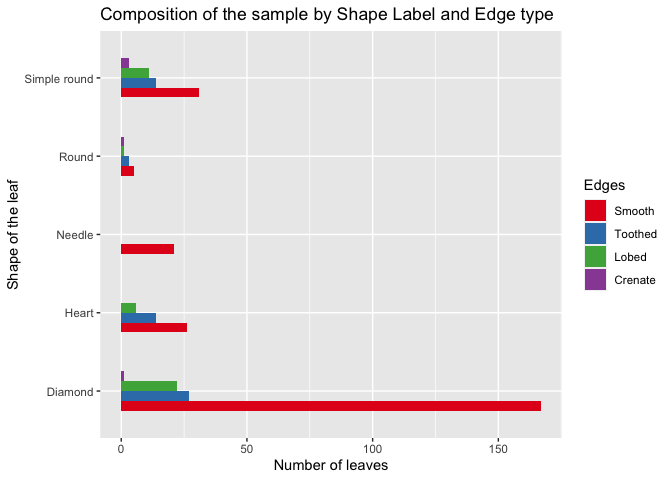 Composition of the sample by Shape Label and Edge type
Shape of the leaf
Simple round
Round
Needle
Heart
Diamond
0 50 100 150
Number of leaves
Edges
Smooth
Toothed
Lobed
Crenate